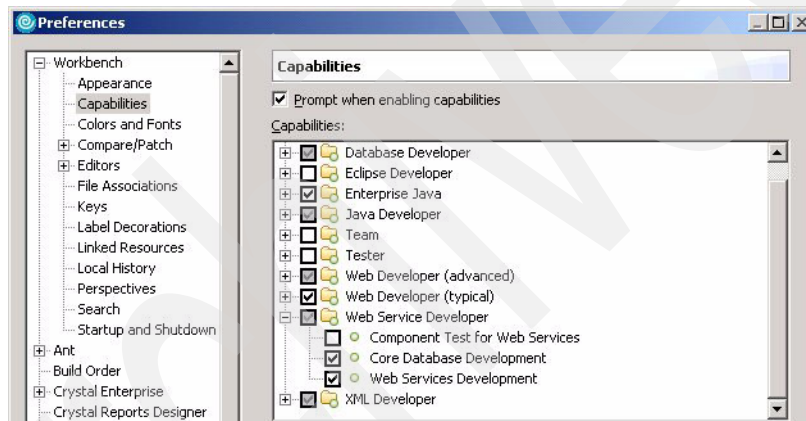 Preferences
Workbench
Appearance
Capabilities
Colors and Fonts
Compare/Patch
Editors
File Associations
Keys
Label Decorations
Linked Resources
Local History
Perspectives
Search
Startup and Shutdown
Ant
Build Order
Crystal Enterprise
Crystal Reports Designer
Capabilities
Prompt when enabling capabilities
Capabilities:
Database Developer
Eclipse Developer
Enterprise Java
Java Developer
Team
Tester
Web Developer (advanced)
Web Developer (typical)
Web Service Developer
Component Test for Web Services
Core Database Development
Web Services Development
XML Developer